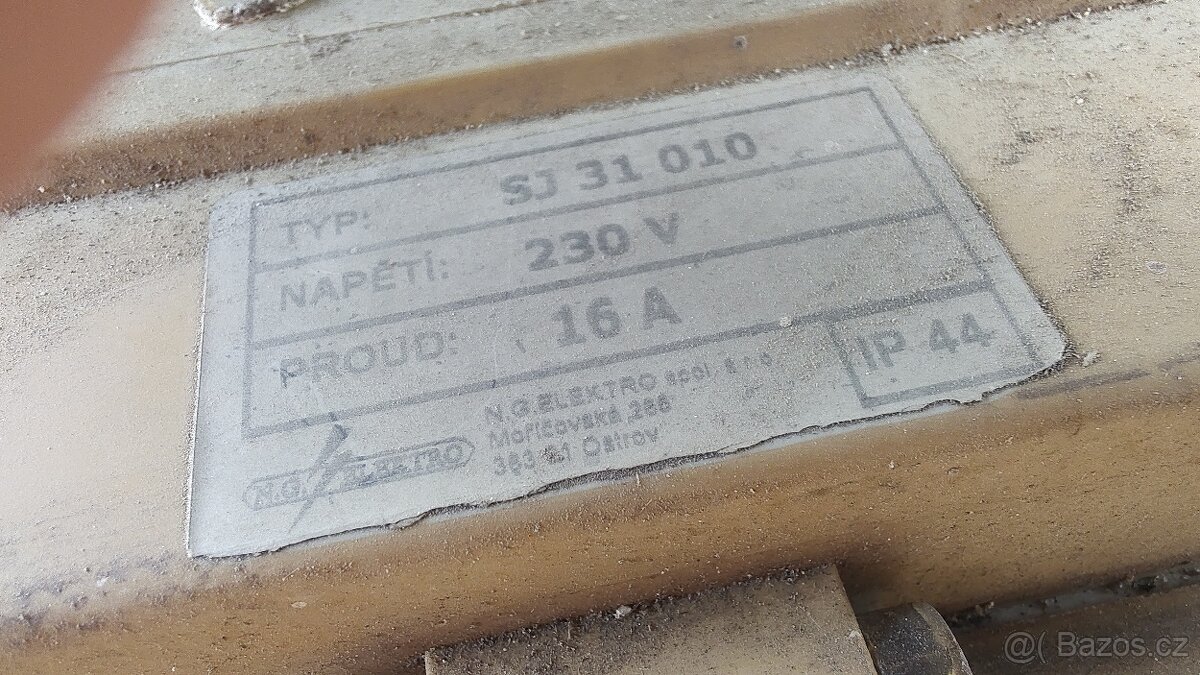 TYP: SJ 31 010
NAPĚTÍ: 230 V
PROUD: 16 A
IP 44
N.G. ELEKTRO
N.G.ELEKTRO spol. s r.o.
Mořičovská 286
363 01 Ostrov
@( Bazos.cz